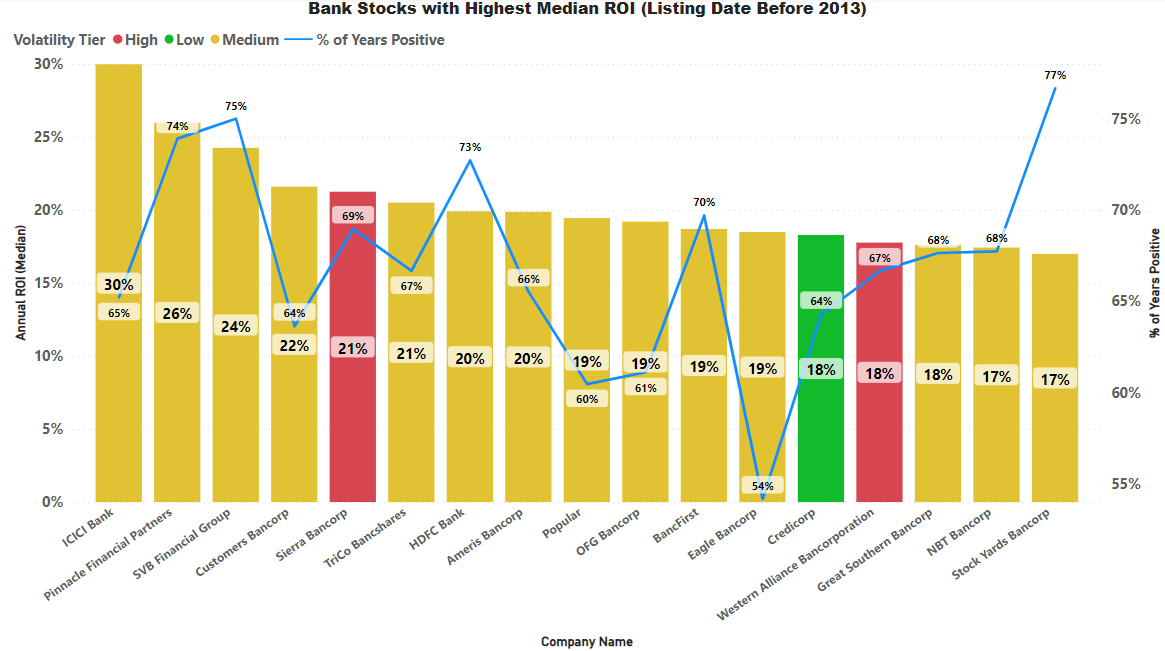 Bank Stocks with Highest Median ROI (Listing Date Before 2013)
Volatility Tier High Low Medium % of Years Positive
30%
25%
20%
15%
10%
5%
0%
Annual ROI (Median)
75%
70%
65%
60%
55%
% of Years Positive
65%
74%
75%
64%
69%
67%
73%
66%
60%
61%
70%
54%
64%
67%
68%
68%
77%
30%
26%
24%
22%
21%
21%
20%
20%
19%
19%
19%
19%
18%
18%
18%
17%
17%
ICICI Bank
Pinnacle Financial Partners
SVB Financial Group
Customers Bancorp
Sierra Bancorp
TriCo Bancshares
HDFC Bank
Ameris Bancorp
Popular
OFG Bancorp
BancFirst
Eagle Bancorp
Credicorp
Western Alliance Bancorporation
Great Southern Bancorp
NBT Bancorp
Stock Yards Bancorp
Company Name